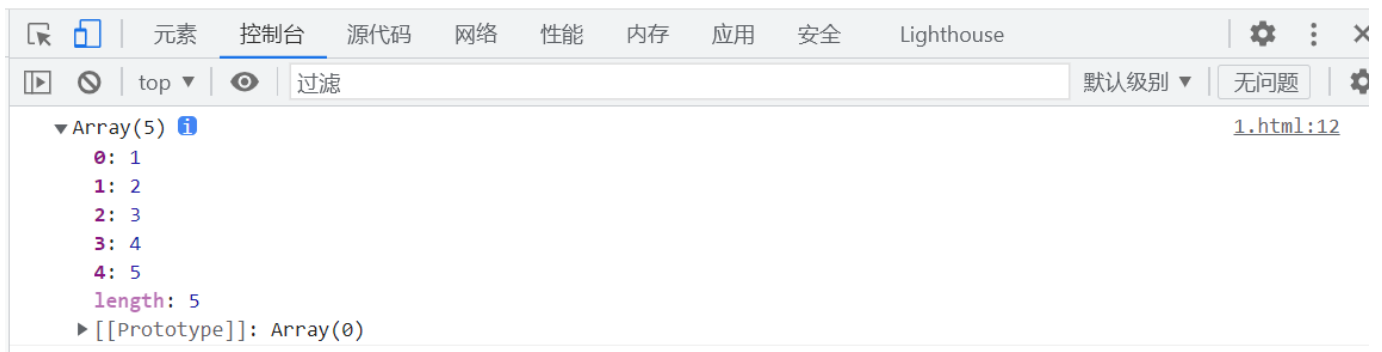 元素 控制台 源代码 网络 性能 内存 应用 安全 Lighthouse
top 过滤 默认级别 无问题
Array(5) i 1.html:12
0: 1
1: 2
2: 3
3: 4
4: 5
length: 5
[[Prototype]]: Array(0)